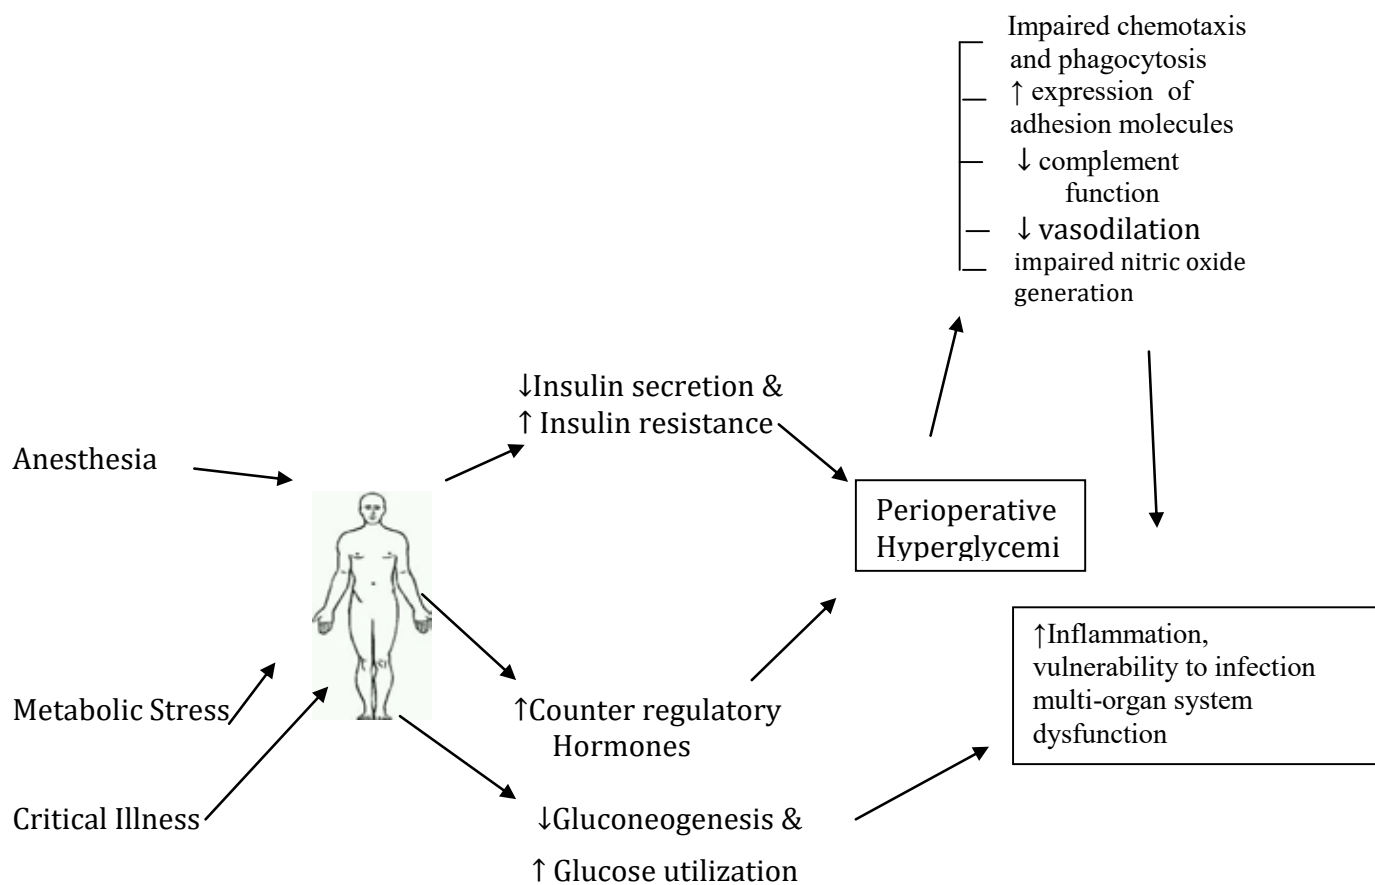 Impaired chemotaxis
and phagocytosis
↑ expression of
adhesion molecules
↓ complement
function
↓ vasodilation
impaired nitric oxide
generation
↓Insulin secretion &
↑ Insulin resistance
Anesthesia
Perioperative
Hyperglycemi
↑Inflammation,
vulnerability to infection
multi-organ system
dysfunction
Metabolic Stress
↑Counter regulatory
Hormones
Critical Illness
↓Gluconeogenesis &
↑ Glucose utilization